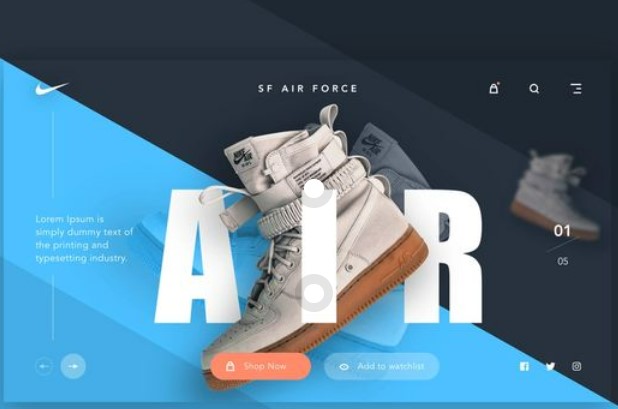 SF AIR FORCE
AIR
Lorem Ipsum is
simply dummy text of
the printing and
typesetting industry.
01
05
Shop Now
Add to watchlist